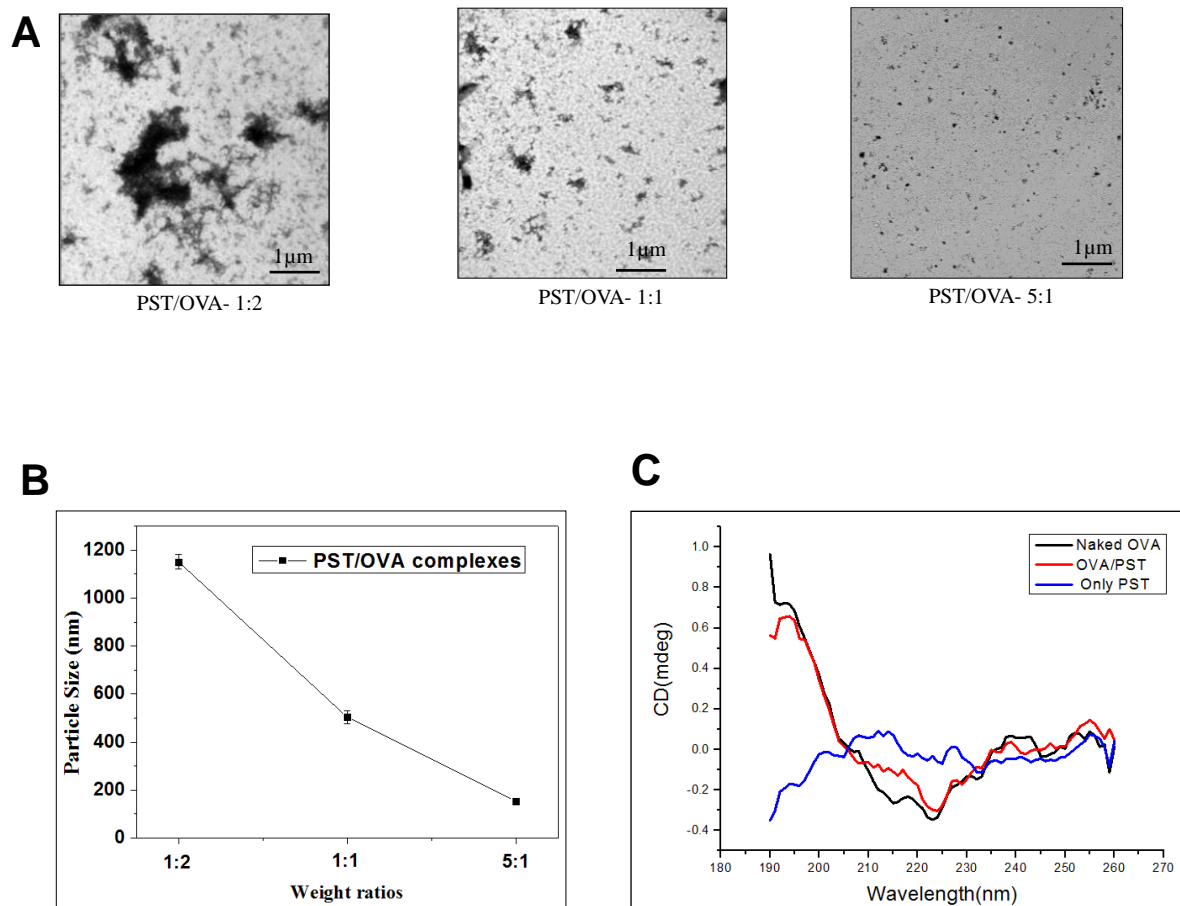 A
1μm
1μm
1μm
PST/OVA- 1:2
PST/OVA- 1:1
PST/OVA- 5:1
B
1200
1000
800
600
400
200
0
Particle Size (nm)
PST/OVA complexes
1:2
1:1
5:1
Weight ratios
C
1.0
0.8
0.6
0.4
0.2
0.0
-0.2
-0.4
CD(mdeg)
Naked OVA
OVA/PST
Only PST
180
190
200
210
220
230
240
250
260
270
Wavelength(nm)